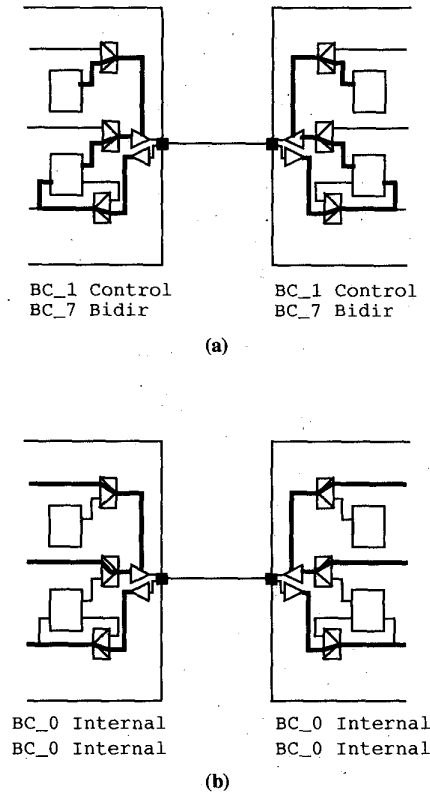 BC_1 Control
BC_7 Bidir
BC_1 Control
BC_7 Bidir
(a)
BC_0 Internal
BC_0 Internal
BC_0 Internal
BC_0 Internal
(b)